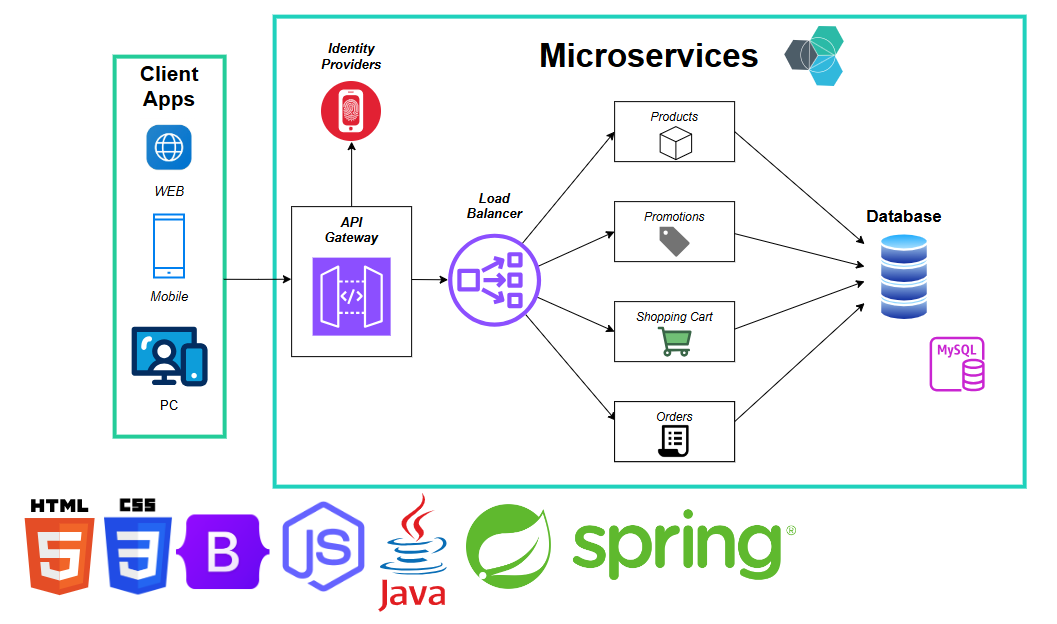 Client
Apps
WEB
Mobile
PC
Identity
Providers
API
Gateway
</>
Load
Balancer
Microservices
Products
Promotions
Shopping Cart
Orders
Database
MySQL
HTML
5
CSS
3
B
JS
Java
spring®